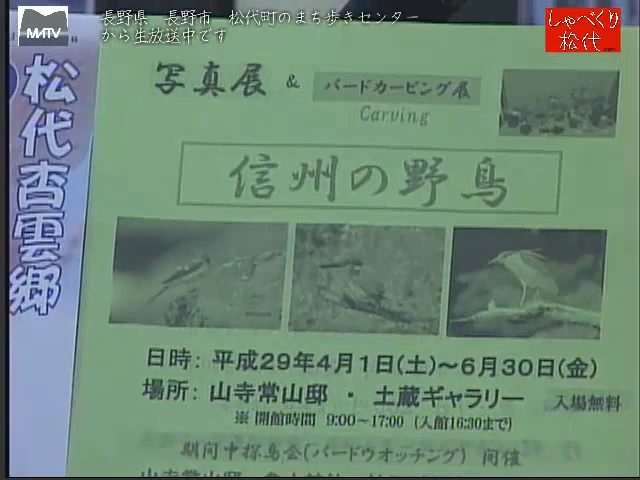 長野県　長野市　松代町のまち歩きセンター
から生放送中です
MATV
しゃべくり
松代.com
松代杏雲郷
写真展 & バードカービング展
Carving
信州の野鳥
日時：平成29年4月1日(土)～6月30日(金)
場所：山寺常山邸 ・ 土蔵ギャラリー 入場無料
※開館時間 9:00～17:00 (入館16:30まで)
期間中探鳥会(バードウオッチング) 開催